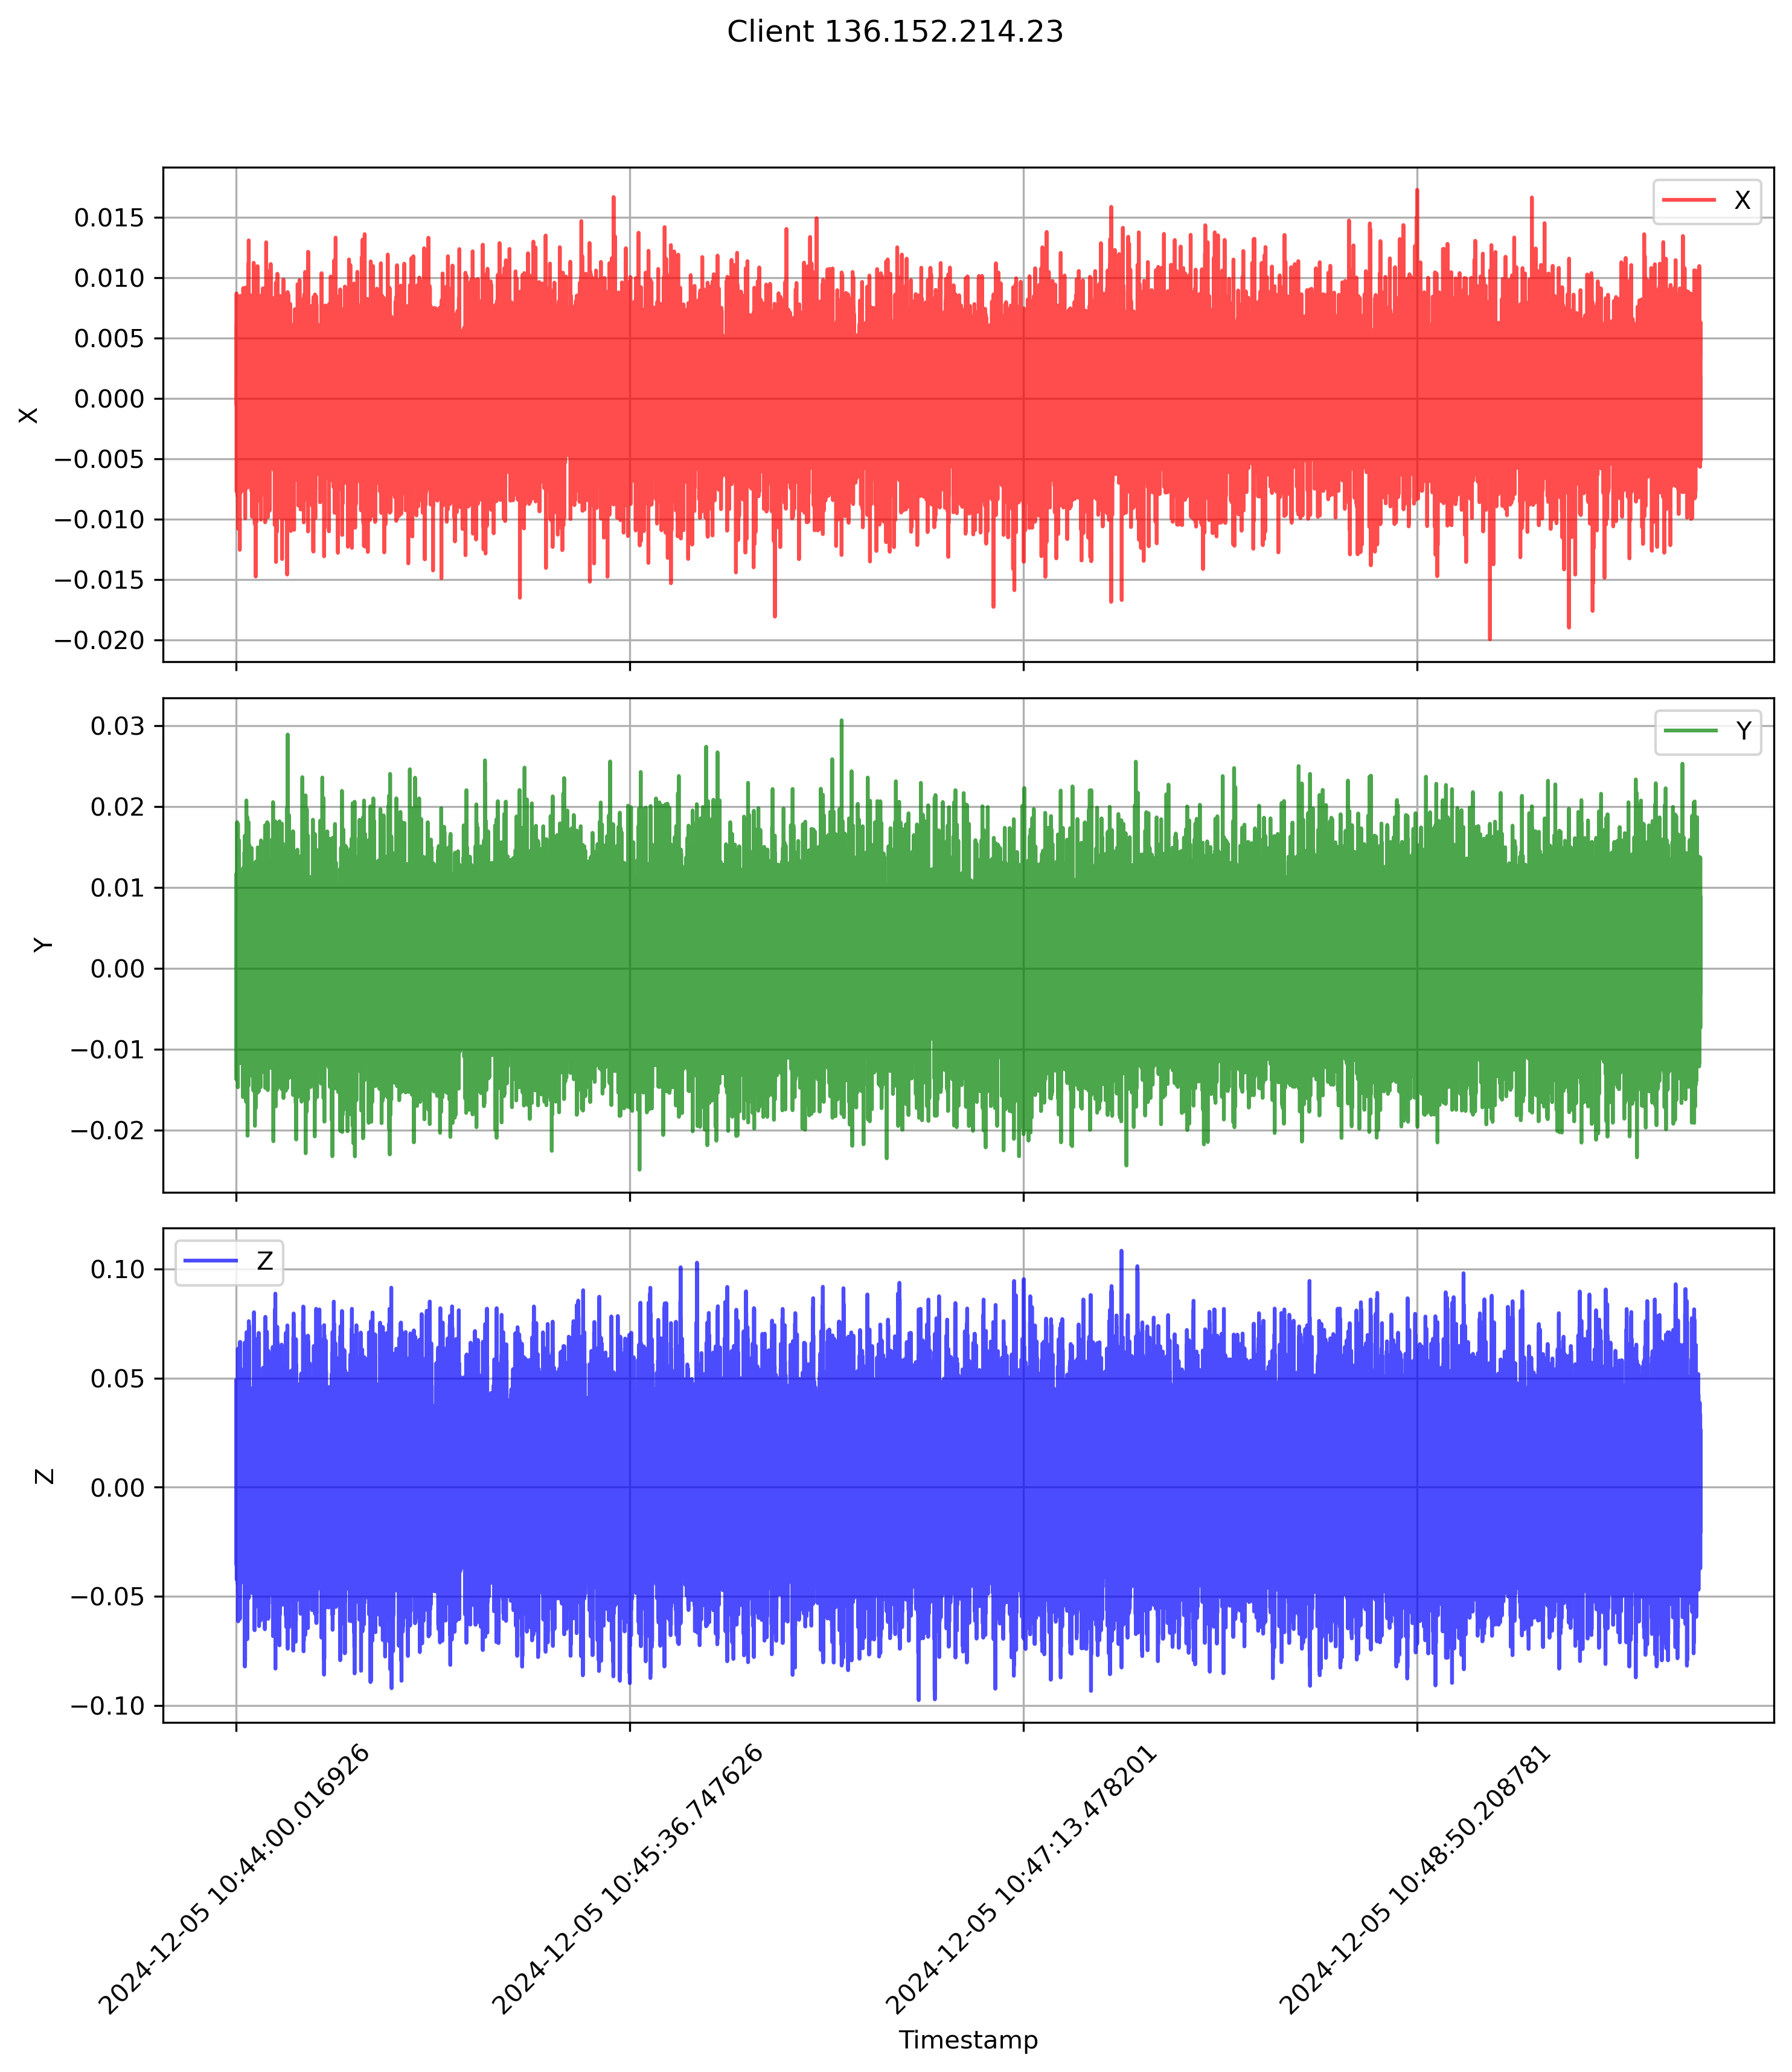 Client 136.152.214.23
0.015
0.010
0.005
0.000
−0.005
−0.010
−0.015
−0.020
X
X
0.03
0.02
0.01
0.00
−0.01
−0.02
Y
Y
0.10
0.05
0.00
−0.05
−0.10
Z
Z
2024-12-05 10:44:00.016926
2024-12-05 10:45:36.747626
2024-12-05 10:47:13.478201
2024-12-05 10:48:50.208781
Timestamp